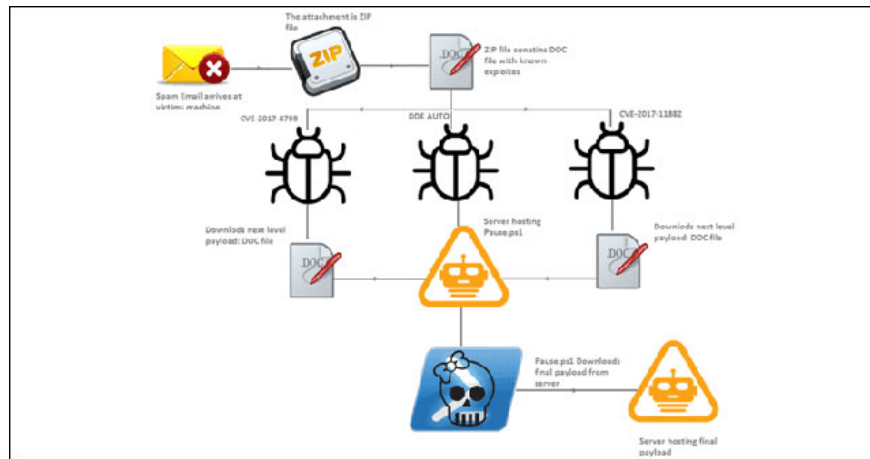 The attachment is ZIP
file
ZIP
.DOC
ZIP file contains DOC
file with known
exploites
Spam Email arrives at
victims machine
DDE AUTO
CVE-2017-11882
Downloads next level
payload: DOC file
Server hosting
Pause.ps1
Downloads next level
payload: DOC file
.DOC
.DOC
Pause.ps1 Downloads
final payload from
server
Server hosting final
payload